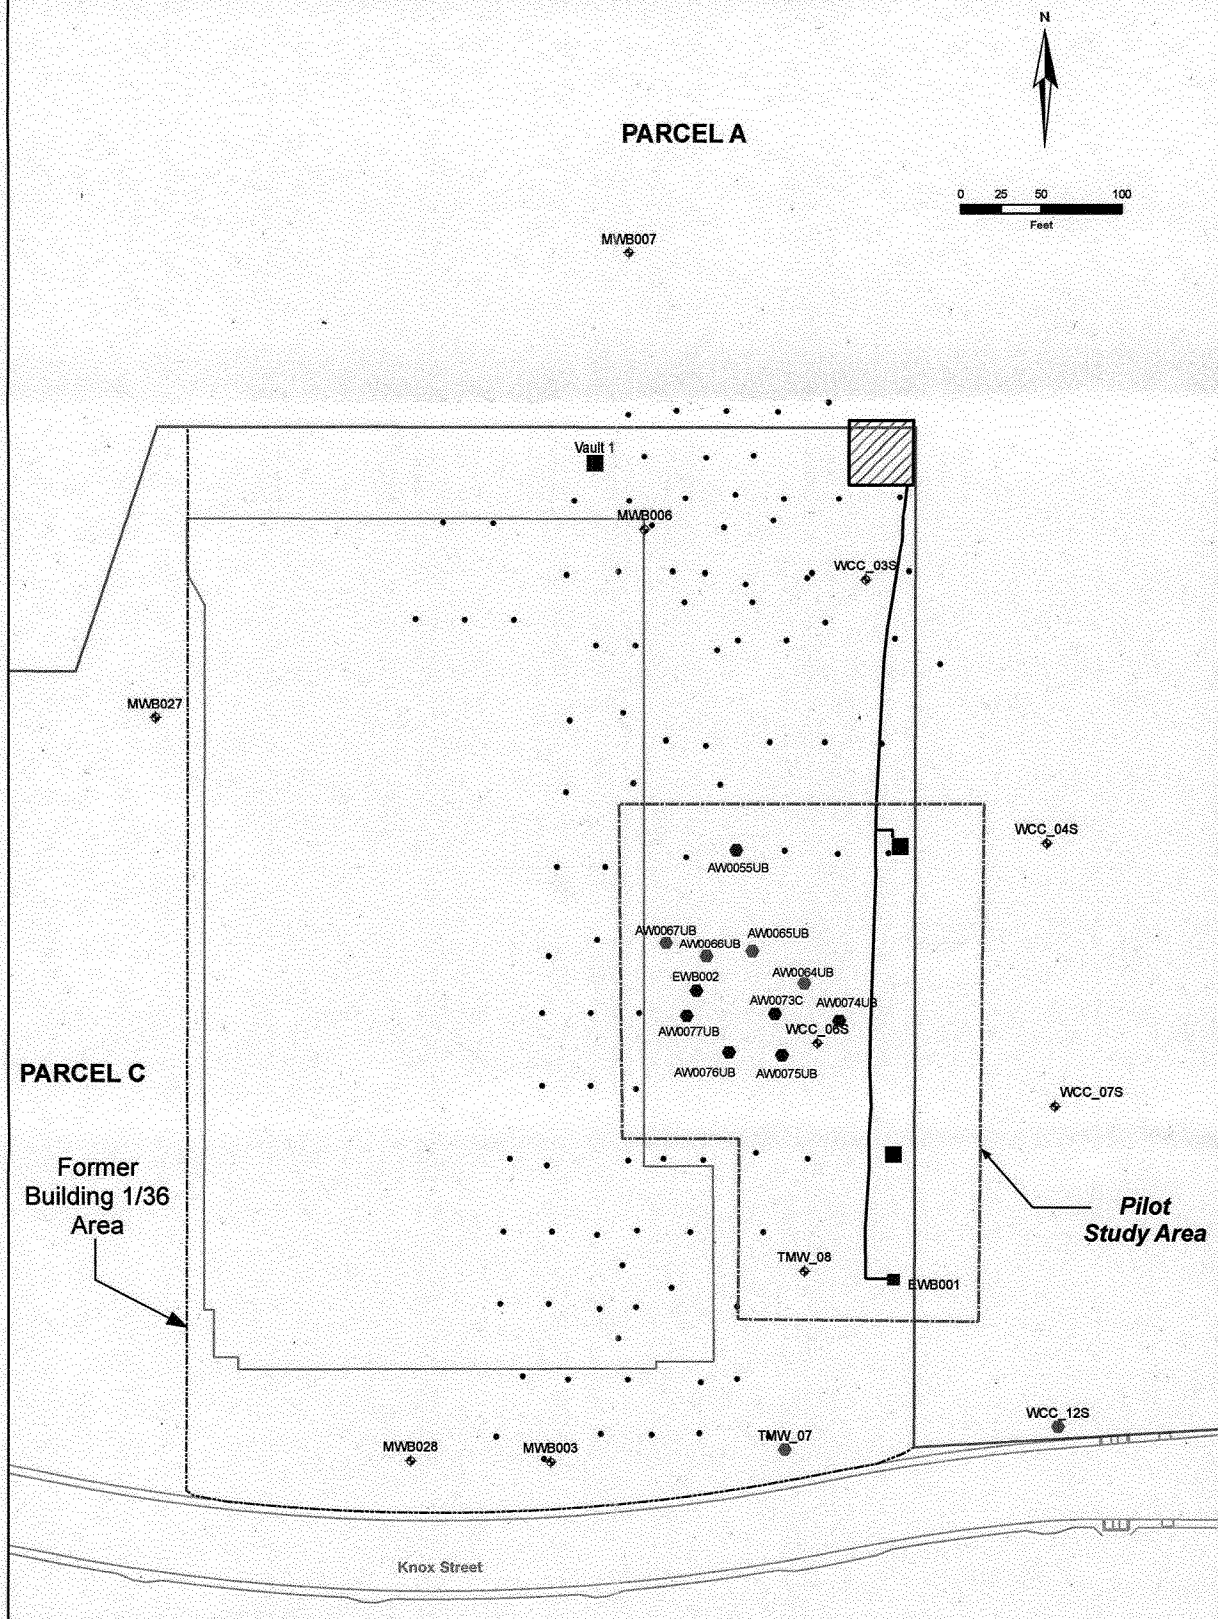 N
PARCEL A
0 25 50 100
Feet
MWB007
Vault 1
MWB006
WCC_03S
MWB027
WCC_04S
AW0055UB
AW0067UB
AW0065UB
AW0066UB
EWB002
AW0064UB
AW0073C
AW0074UB
AW0077UB
WCC_06S
AW0076UB
AW0075UB
PARCEL C
WCC_07S
Former
Building 1/36
Area
Pilot
Study Area
TMW_08
EWB001
WCC_12S
MWB028
MWB003
TMW_07
Knox Street